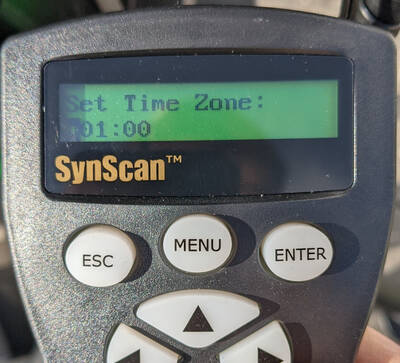 Set Time Zone:
01:00
SynScan™
ESC
MENU
ENTER